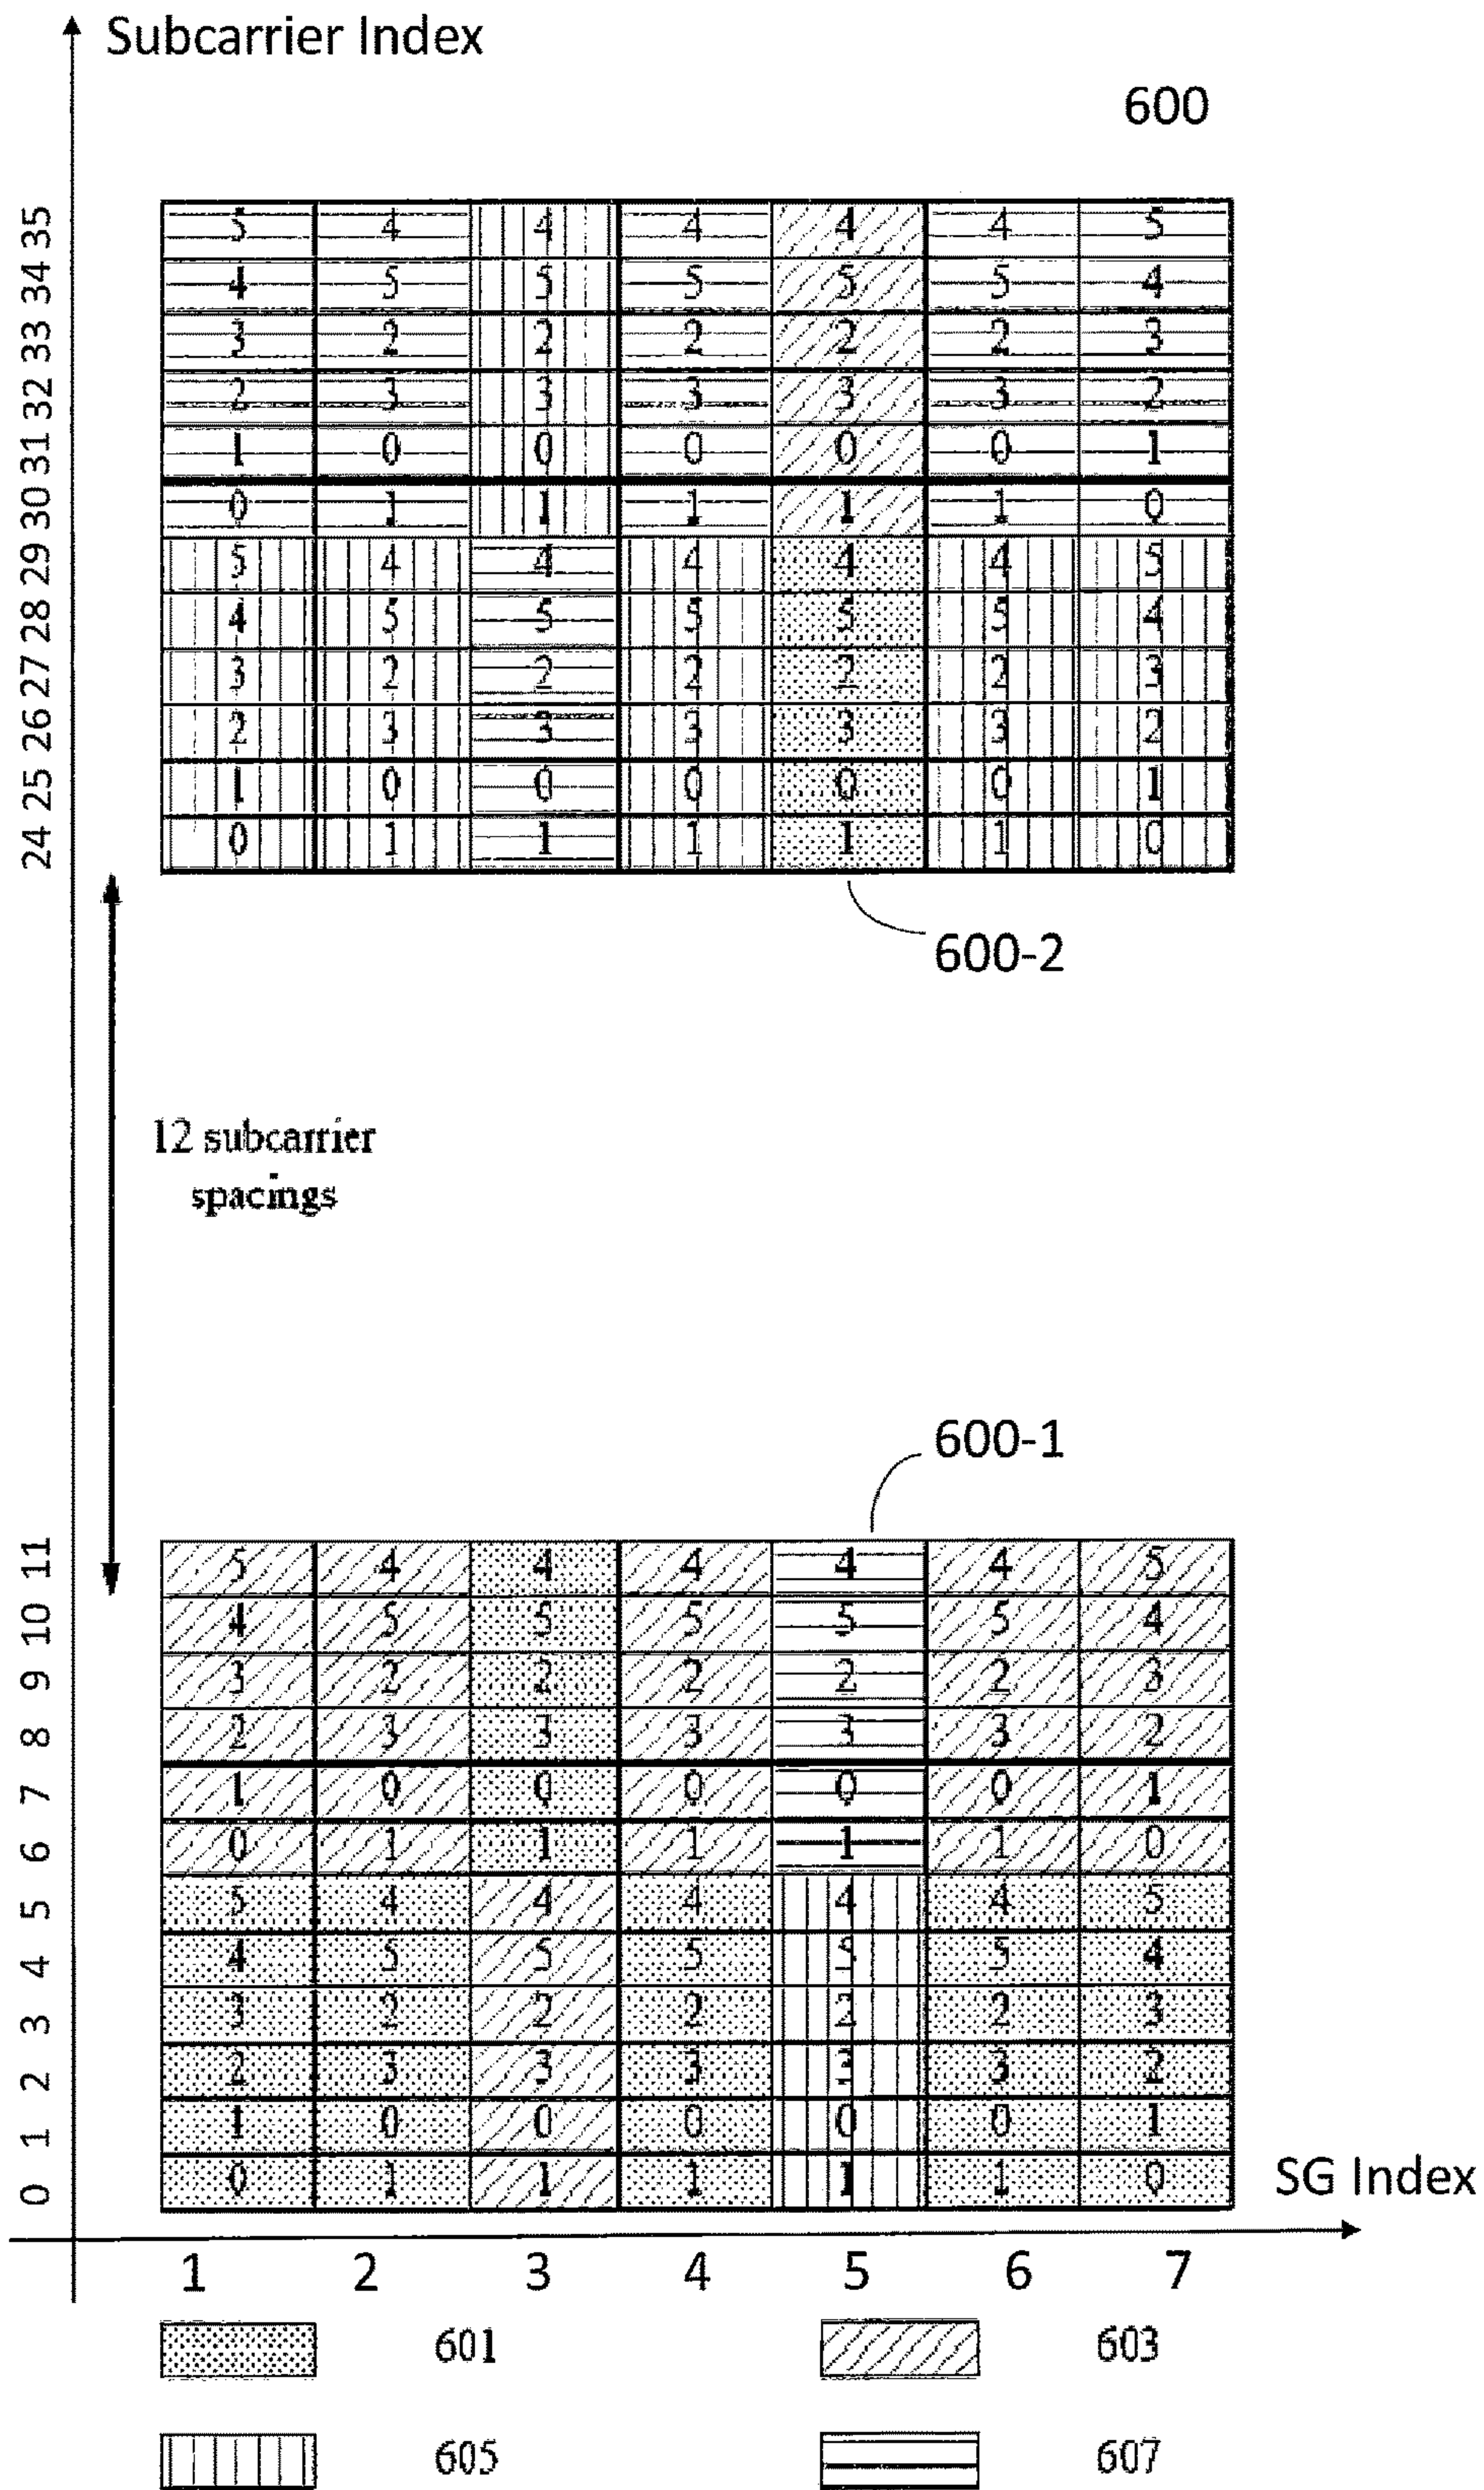 Subcarrier Index
600
35 5 4 4 4 4 4 5
34 4 5 5 5 5 5 4
33 3 2 2 2 2 2 3
32 2 3 3 3 3 3 2
31 1 0 0 0 0 0 1
30 0 1 1 1 1 1 0
29 5 4 4 4 4 4 5
28 4 5 5 5 5 5 4
27 3 2 2 2 2 2 3
26 2 3 3 3 3 3 2
25 1 0 0 0 0 0 1
24 0 1 1 1 1 1 0
600-2
12 subcarrier
spacings
600-1
11 5 4 4 4 4 4 5
10 4 5 5 5 5 5 4
9 3 2 2 2 2 2 3
8 2 3 3 3 3 3 2
7 1 0 0 0 0 0 1
6 0 1 1 1 1 1 0
5 5 4 4 4 4 4 5
4 4 5 5 5 5 5 4
3 3 2 2 2 2 2 3
2 2 3 3 3 3 3 2
1 1 0 0 0 0 0 1
0 0 1 1 1 1 1 0
SG Index
1 2 3 4 5 6 7
601 603
605 607